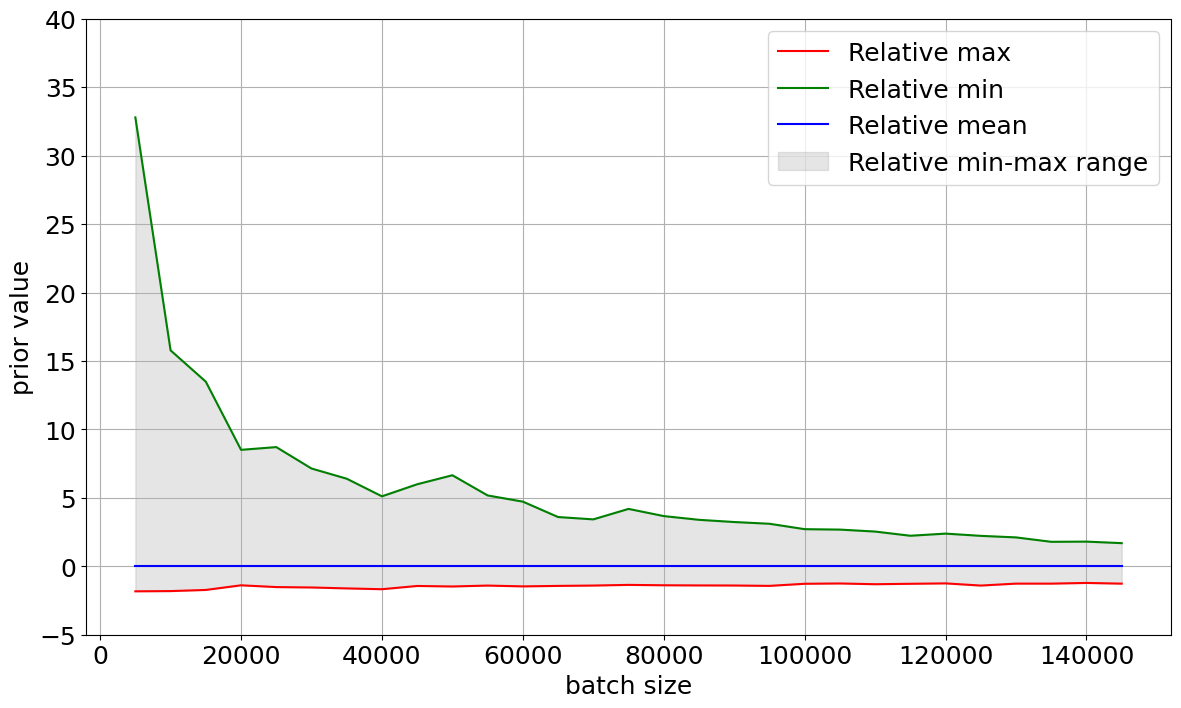 40
35
30
25
20
15
10
5
0
−5
prior value
Relative max
Relative min
Relative mean
Relative min-max range
0 20000 40000 60000 80000 100000 120000 140000
batch size